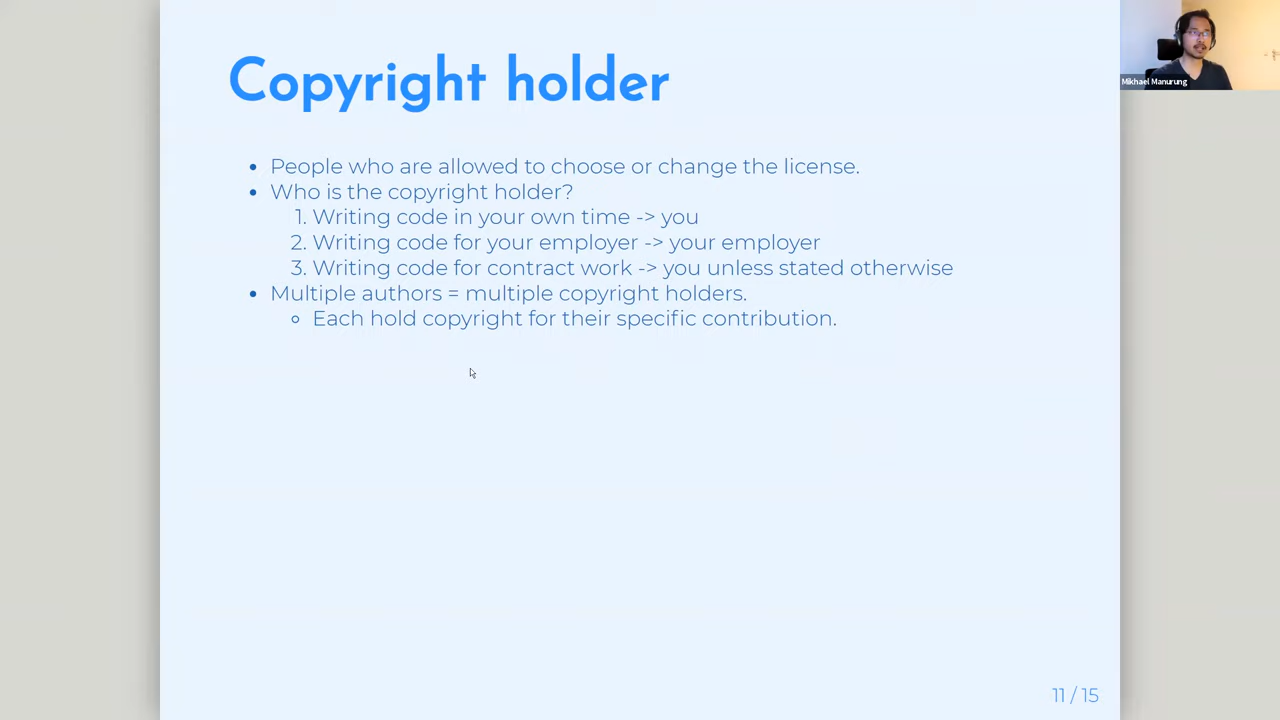 Copyright holder
Mikhael Manurung
• People who are allowed to choose or change the license.
• Who is the copyright holder?
1. Writing code in your own time -> you
2. Writing code for your employer -> your employer
3. Writing code for contract work -> you unless stated otherwise
• Multiple authors = multiple copyright holders.
◦ Each hold copyright for their specific contribution.
11 / 15